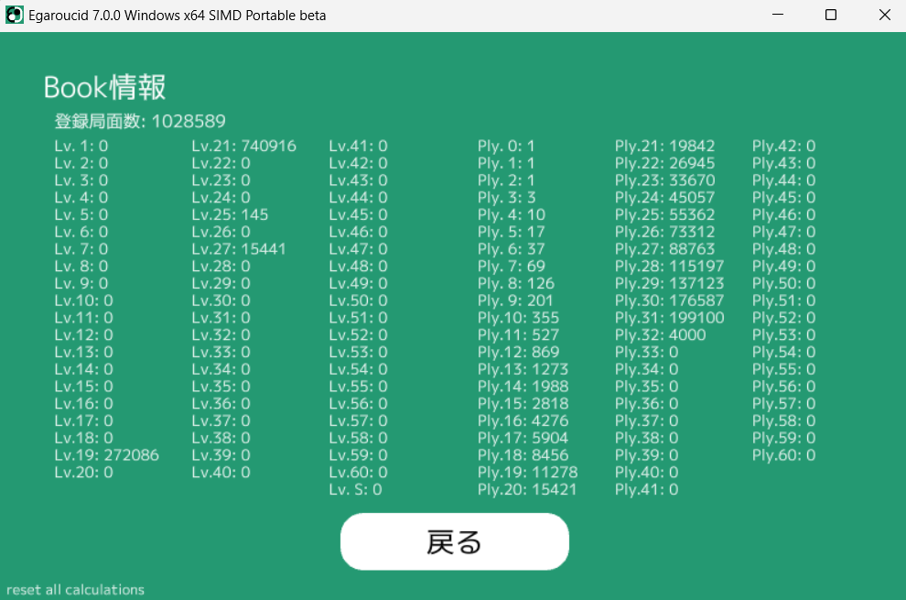 Egaroucid 7.0.0 Windows x64 SIMD Portable beta
Book情報
登録局面数: 1028589
Lv. 1: 0
Lv. 2: 0
Lv. 3: 0
Lv. 4: 0
Lv. 5: 0
Lv. 6: 0
Lv. 7: 0
Lv. 8: 0
Lv. 9: 0
Lv.10: 0
Lv.11: 0
Lv.12: 0
Lv.13: 0
Lv.14: 0
Lv.15: 0
Lv.16: 0
Lv.17: 0
Lv.18: 0
Lv.19: 272086
Lv.20: 0
Lv.21: 740916
Lv.22: 0
Lv.23: 0
Lv.24: 0
Lv.25: 145
Lv.26: 0
Lv.27: 15441
Lv.28: 0
Lv.29: 0
Lv.30: 0
Lv.31: 0
Lv.32: 0
Lv.33: 0
Lv.34: 0
Lv.35: 0
Lv.36: 0
Lv.37: 0
Lv.38: 0
Lv.39: 0
Lv.40: 0
Lv.41: 0
Lv.42: 0
Lv.43: 0
Lv.44: 0
Lv.45: 0
Lv.46: 0
Lv.47: 0
Lv.48: 0
Lv.49: 0
Lv.50: 0
Lv.51: 0
Lv.52: 0
Lv.53: 0
Lv.54: 0
Lv.55: 0
Lv.56: 0
Lv.57: 0
Lv.58: 0
Lv.59: 0
Lv.60: 0
Lv. S: 0
Ply. 0: 1
Ply. 1: 1
Ply. 2: 1
Ply. 3: 3
Ply. 4: 10
Ply. 5: 17
Ply. 6: 37
Ply. 7: 69
Ply. 8: 126
Ply. 9: 201
Ply.10: 355
Ply.11: 527
Ply.12: 869
Ply.13: 1273
Ply.14: 1988
Ply.15: 2818
Ply.16: 4276
Ply.17: 5904
Ply.18: 8456
Ply.19: 11278
Ply.20: 15421
Ply.21: 19842
Ply.22: 26945
Ply.23: 33670
Ply.24: 45057
Ply.25: 55362
Ply.26: 73312
Ply.27: 88763
Ply.28: 115197
Ply.29: 137123
Ply.30: 176587
Ply.31: 199100
Ply.32: 4000
Ply.33: 0
Ply.34: 0
Ply.35: 0
Ply.36: 0
Ply.37: 0
Ply.38: 0
Ply.39: 0
Ply.40: 0
Ply.41: 0
Ply.42: 0
Ply.43: 0
Ply.44: 0
Ply.45: 0
Ply.46: 0
Ply.47: 0
Ply.48: 0
Ply.49: 0
Ply.50: 0
Ply.51: 0
Ply.52: 0
Ply.53: 0
Ply.54: 0
Ply.55: 0
Ply.56: 0
Ply.57: 0
Ply.58: 0
Ply.59: 0
Ply.60: 0
戻る
reset all calculations